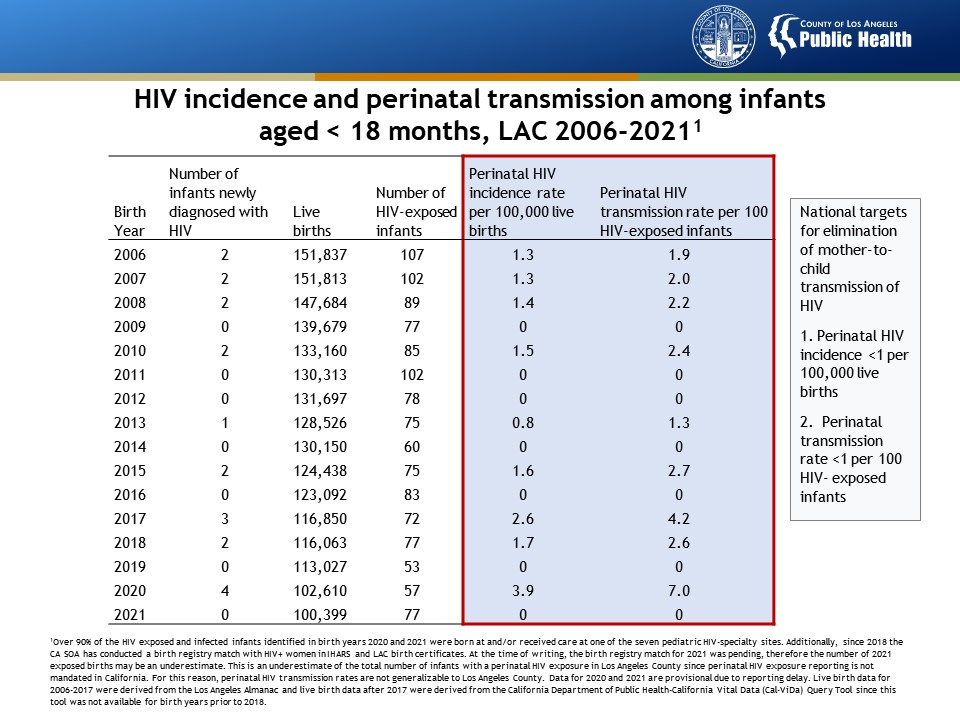 COUNTY OF LOS ANGELES
Public Health
HIV incidence and perinatal transmission among infants
aged < 18 months, LAC 2006-2021¹
Birth Year Number of infants newly diagnosed with HIV Live births Number of HIV-exposed infants Perinatal HIV incidence rate per 100,000 live births Perinatal HIV transmission rate per 100 HIV-exposed infants
2006 2 151,837 107 1.3 1.9
2007 2 151,813 102 1.3 2.0
2008 2 147,684 89 1.4 2.2
2009 0 139,679 77 0 0
2010 2 133,160 85 1.5 2.4
2011 0 130,313 102 0 0
2012 0 131,697 78 0 0
2013 1 128,526 75 0.8 1.3
2014 0 130,150 60 0 0
2015 2 124,438 75 1.6 2.7
2016 0 123,092 83 0 0
2017 3 116,850 72 2.6 4.2
2018 2 116,063 77 1.7 2.6
2019 0 113,027 53 0 0
2020 4 102,610 57 3.9 7.0
2021 0 100,399 77 0 0
National targets
for elimination
of mother-to-
child
transmission of
HIV
1. Perinatal HIV
incidence <1 per
100,000 live
births
2. Perinatal
transmission
rate <1 per 100
HIV- exposed
infants
¹Over 90% of the HIV exposed and infected infants identified in birth years 2020 and 2021 were born at and/or received care at one of the seven pediatric HIV-specialty sites. Additionally, since 2018 the
CA SOA has conducted a birth registry match with HIV+ women in IHARS and LAC birth certificates. At the time of writing, the birth registry match for 2021 was pending, therefore the number of 2021
exposed births may be an underestimate. This is an underestimate of the total number of infants with a perinatal HIV exposure in Los Angeles County since perinatal HIV exposure reporting is not
mandated in California. For this reason, perinatal HIV transmission rates are not generalizable to Los Angeles County. Data for 2020 and 2021 are provisional due to reporting delay. Live birth data for
2006-2017 were derived from the Los Angeles Almanac and live birth data after 2017 were derived from the California Department of Public Health-California Vital Data (Cal-ViDa) Query Tool since this
tool was not available for birth years prior to 2018.